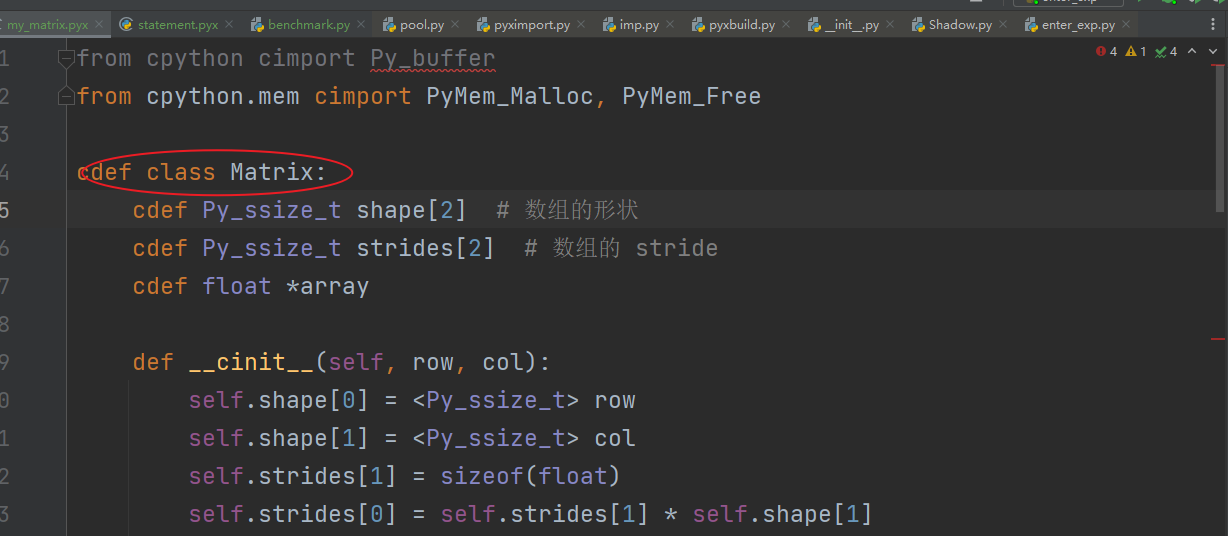 my_matrix.pyx statement.pyx benchmark.py pool.py pyximport.py imp.py pyxbuild.py __init__.py Shadow.py enter_exp.py
4 1 4
1 from cpython cimport Py_buffer
2 from cpython.mem cimport PyMem_Malloc, PyMem_Free
3
4 cdef class Matrix:
5 cdef Py_ssize_t shape[2] # 数组的形状
6 cdef Py_ssize_t strides[2] # 数组的 stride
7 cdef float *array
8
9 def __cinit__(self, row, col):
0 self.shape[0] = <Py_ssize_t> row
1 self.shape[1] = <Py_ssize_t> col
2 self.strides[1] = sizeof(float)
3 self.strides[0] = self.strides[1] * self.shape[1]